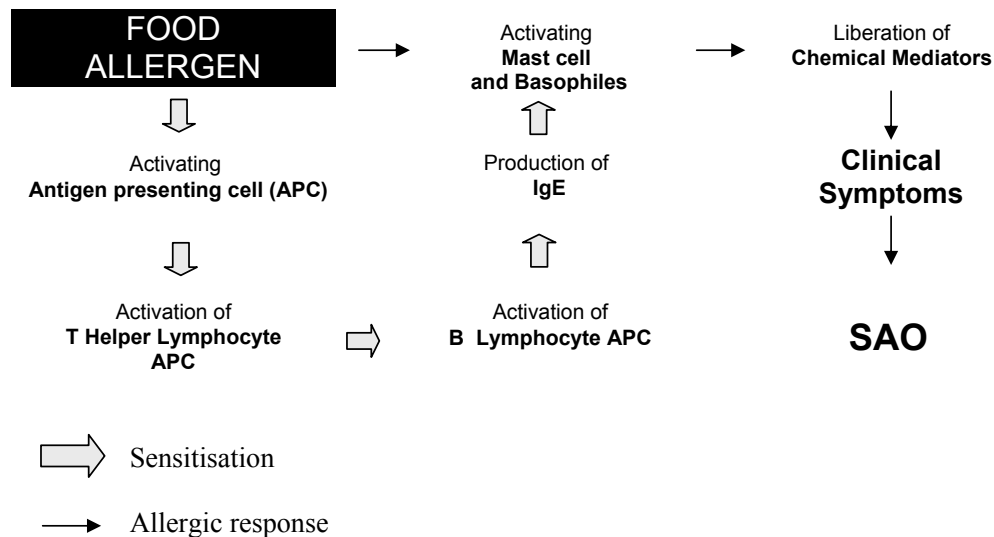 FOOD
ALLERGEN
Activating
Mast cell
and Basophiles
Liberation of
Chemical Mediators
Activating
Antigen presenting cell (APC)
Production of
IgE
Clinical
Symptoms
Activation of
T Helper Lymphocyte
APC
Activation of
B Lymphocyte APC
SAO
Sensitisation
Allergic response